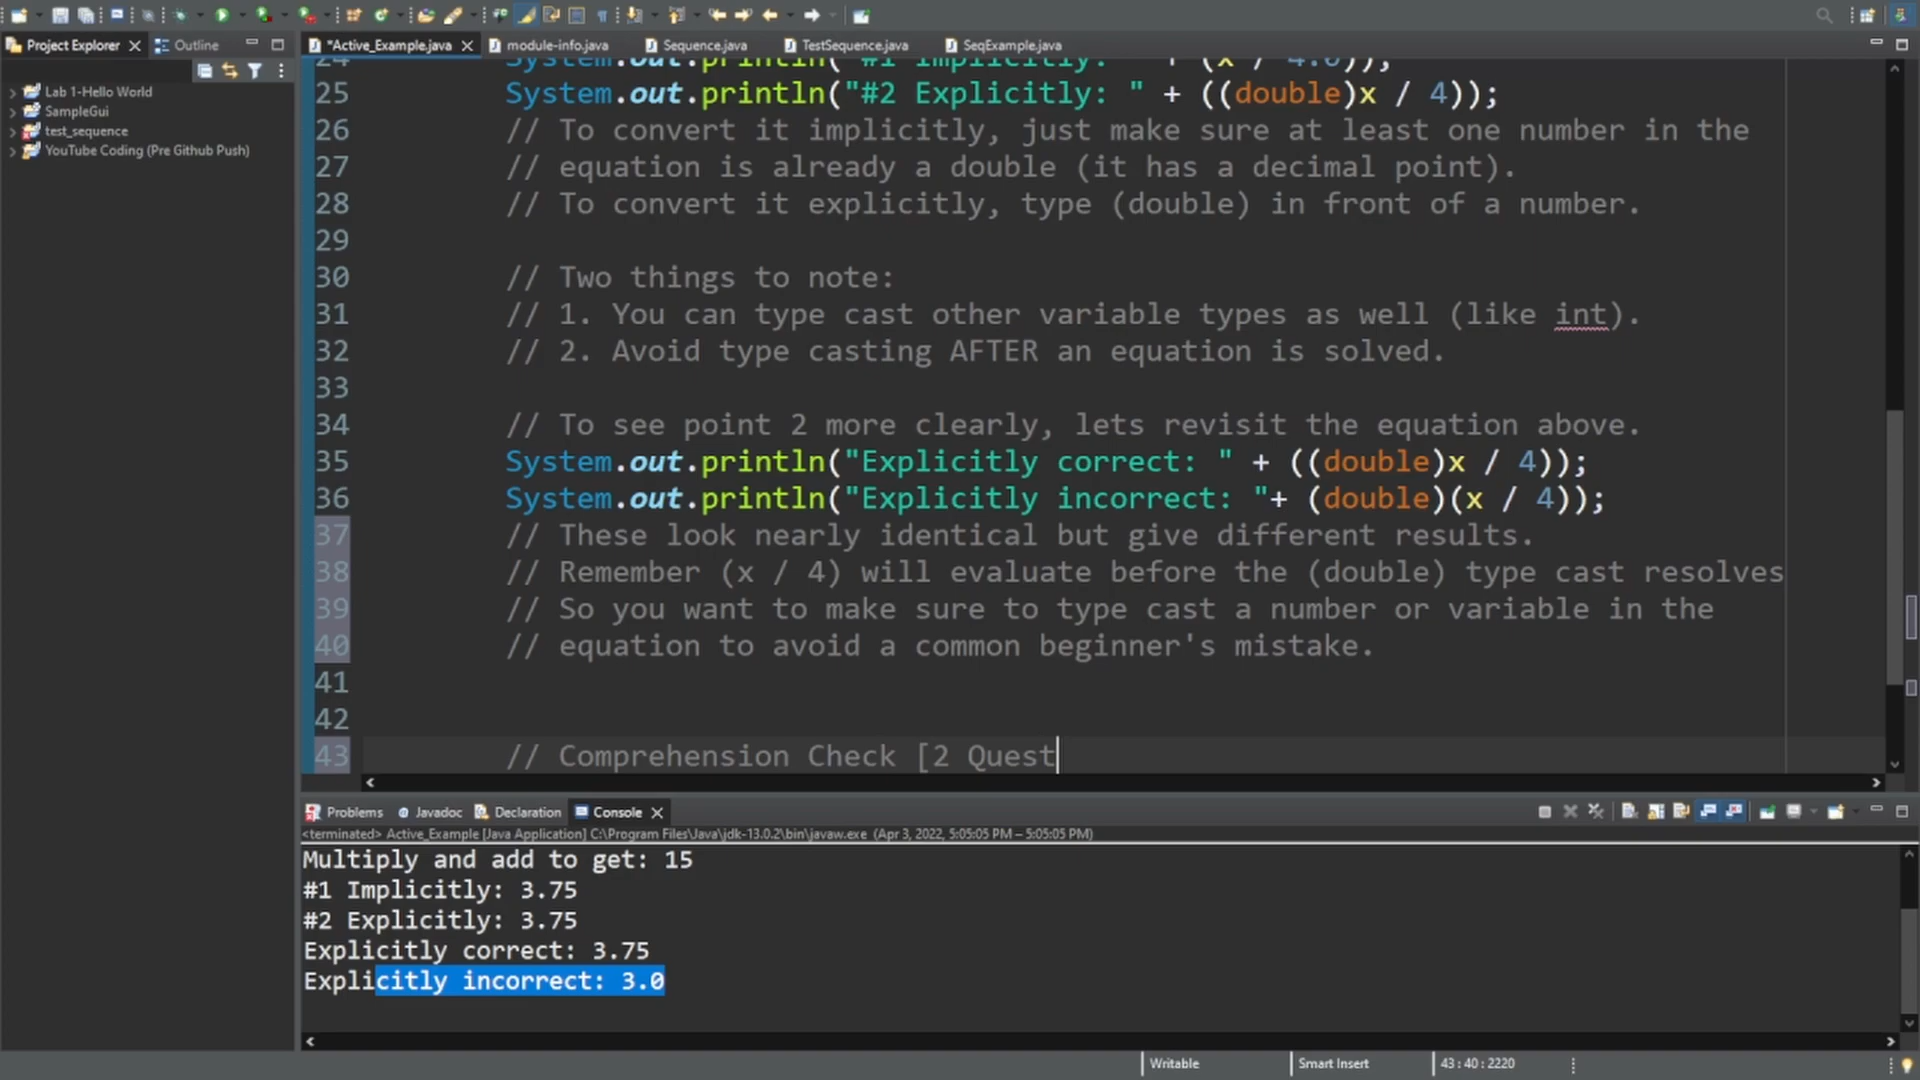 Project Explorer
Outline
*Active_Example.java
module-info.java
Sequence.java
TestSequence.java
SeqExample.java
Lab 1-Hello World
SampleGui
test_sequence
YouTube Coding (Pre Github Push)
24 System.out.println("#1 Implicitly: " + (x / 4.0));
25 System.out.println("#2 Explicitly: " + ((double)x / 4));
26 // To convert it implicitly, just make sure at least one number in the
27 // equation is already a double (it has a decimal point).
28 // To convert it explicitly, type (double) in front of a number.
29
30 // Two things to note:
31 // 1. You can type cast other variable types as well (like int).
32 // 2. Avoid type casting AFTER an equation is solved.
33
34 // To see point 2 more clearly, lets revisit the equation above.
35 System.out.println("Explicitly correct: " + ((double)x / 4));
36 System.out.println("Explicitly incorrect: "+ (double)(x / 4));
37 // These look nearly identical but give different results.
38 // Remember (x / 4) will evaluate before the (double) type cast resolves
39 // So you want to make sure to type cast a number or variable in the
40 // equation to avoid a common beginner's mistake.
41
42
43 // Comprehension Check [2 Quest
Problems
Javadoc
Declaration
Console
<terminated> Active_Example [Java Application] C:\Program Files\Java\jdk-13.0.2\bin\javaw.exe (Apr 3, 2022, 5:05:05 PM – 5:05:05 PM)
Multiply and add to get: 15
#1 Implicitly: 3.75
#2 Explicitly: 3.75
Explicitly correct: 3.75
Explicitly incorrect: 3.0
Writable
Smart Insert
43 : 40 : 2220